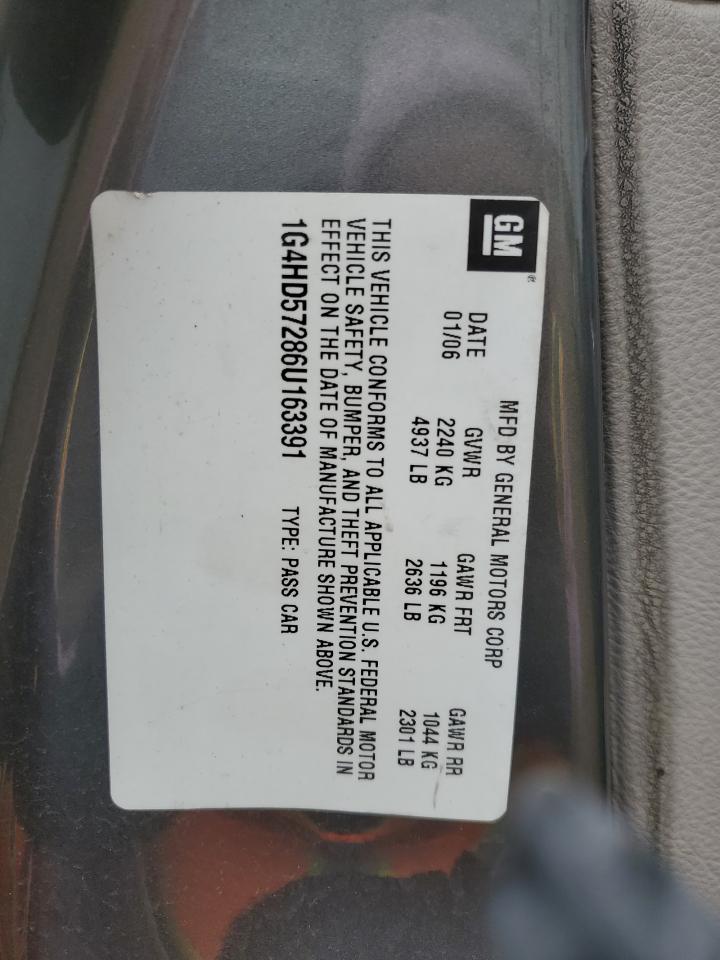 GM®
MFD BY GENERAL MOTORS CORP
DATE GVWR GAWR FRT GAWR RR
01/06 2240 KG 1196 KG 1044 KG
4937 LB 2636 LB 2301 LB
THIS VEHICLE CONFORMS TO ALL APPLICABLE U.S. FEDERAL MOTOR
VEHICLE SAFETY, BUMPER, AND THEFT PREVENTION STANDARDS IN
EFFECT ON THE DATE OF MANUFACTURE SHOWN ABOVE.
1G4HD57286U163391 TYPE: PASS CAR